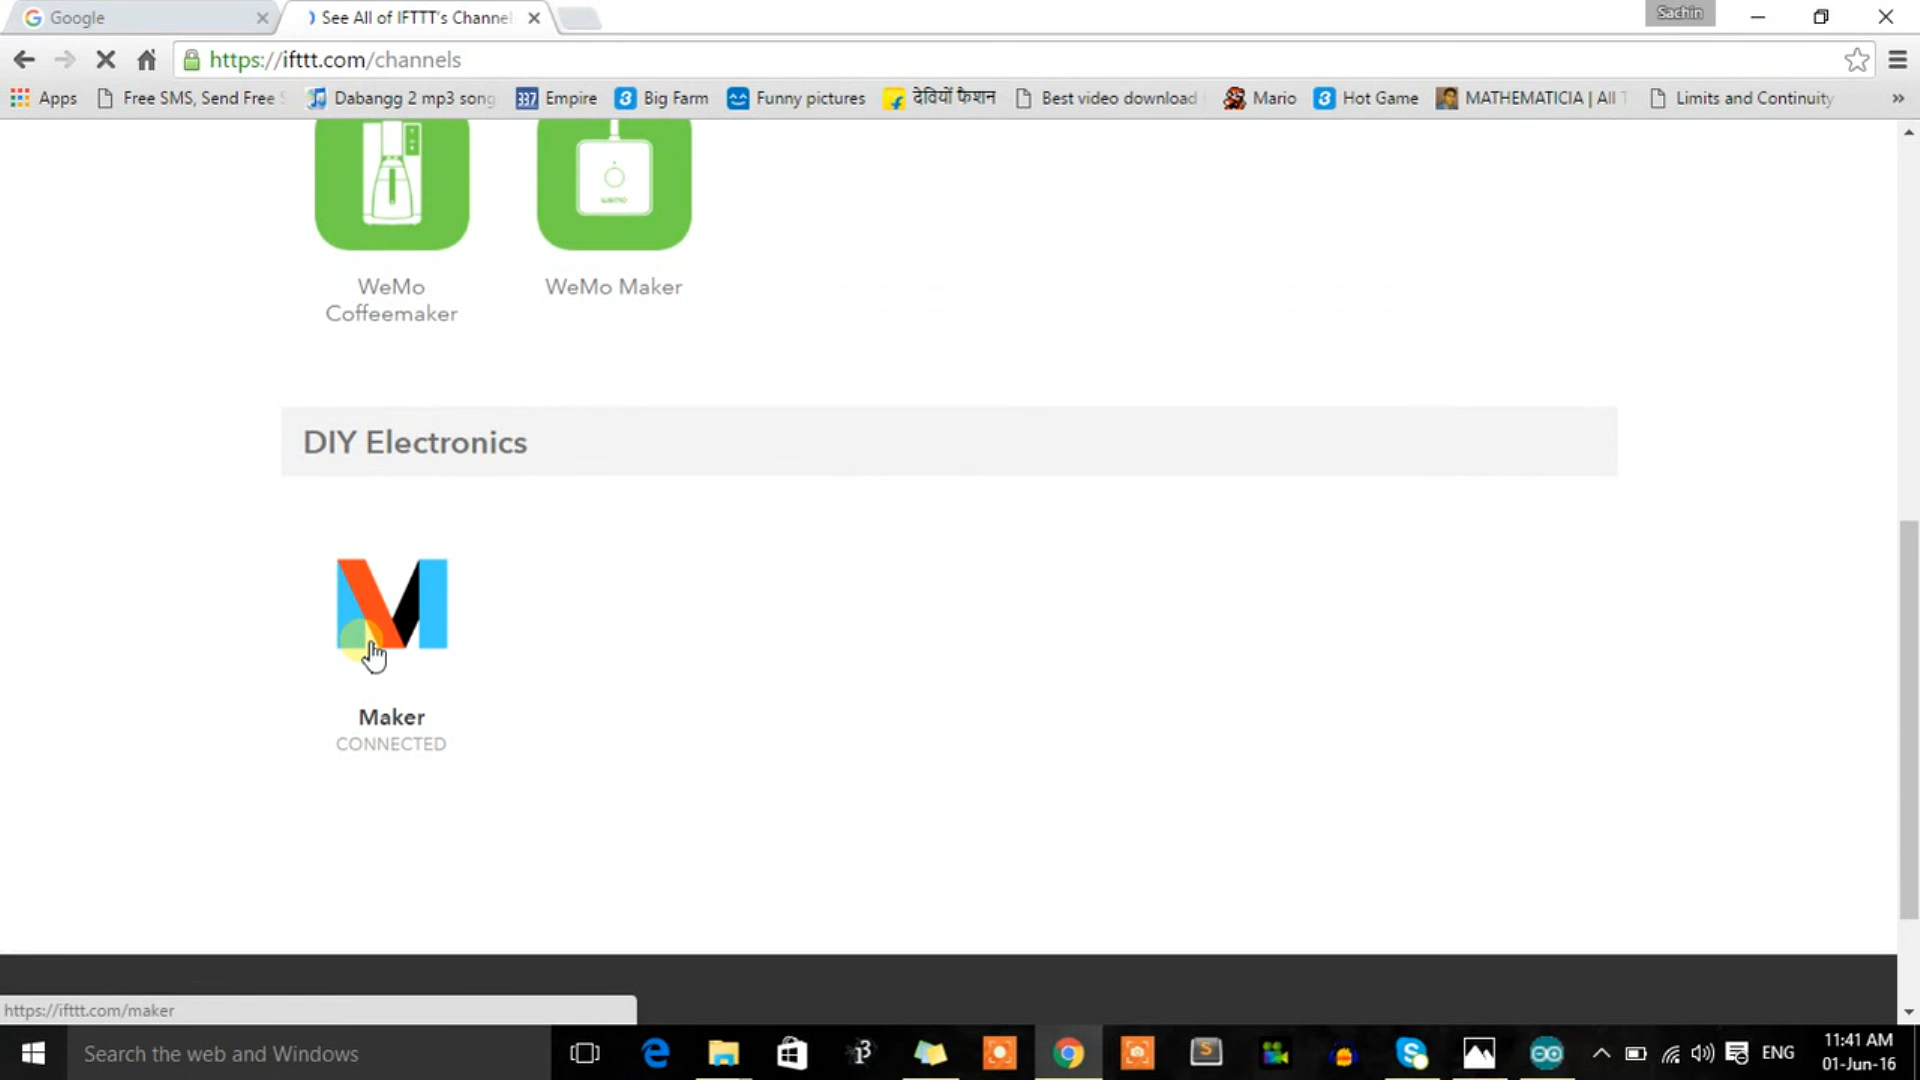 Google
See All of IFTTT's Channel
Sachin
https://ifttt.com/channels
Apps
Free SMS, Send Free S
Dabangg 2 mp3 song
337 Empire
Big Farm
Funny pictures
देवियों फैशन
Best video download
Mario
Hot Game
MATHEMATICIA | All T
Limits and Continuity
»
wemo
WeMo
Coffeemaker
WeMo Maker
DIY Electronics
Maker
CONNECTED
https://ifttt.com/maker
Search the web and Windows
ENG
11:41 AM
01-Jun-16